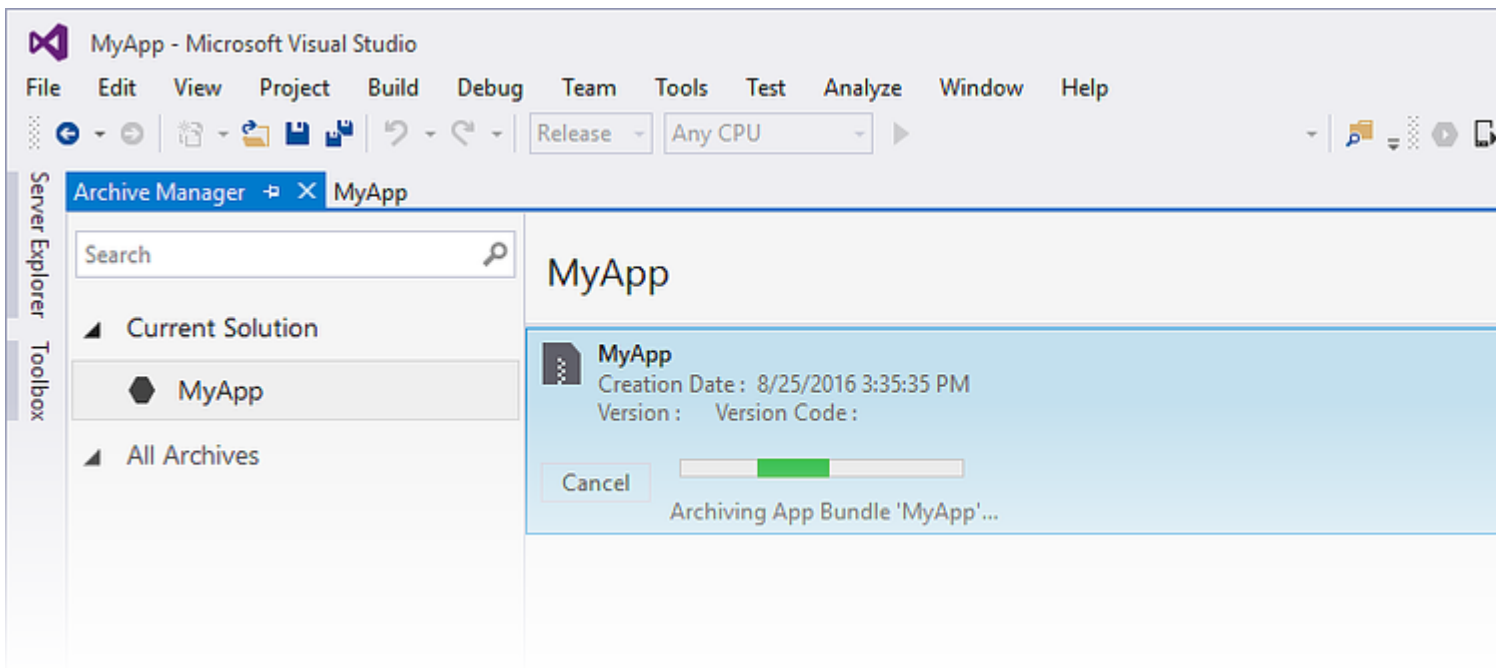 MyApp - Microsoft Visual Studio
File Edit View Project Build Debug Team Tools Test Analyze Window Help
Release Any CPU
Server Explorer
Toolbox
Archive Manager MyApp
Search
Current Solution
MyApp
All Archives
MyApp
MyApp
Creation Date : 8/25/2016 3:35:35 PM
Version : Version Code :
Cancel
Archiving App Bundle 'MyApp'...